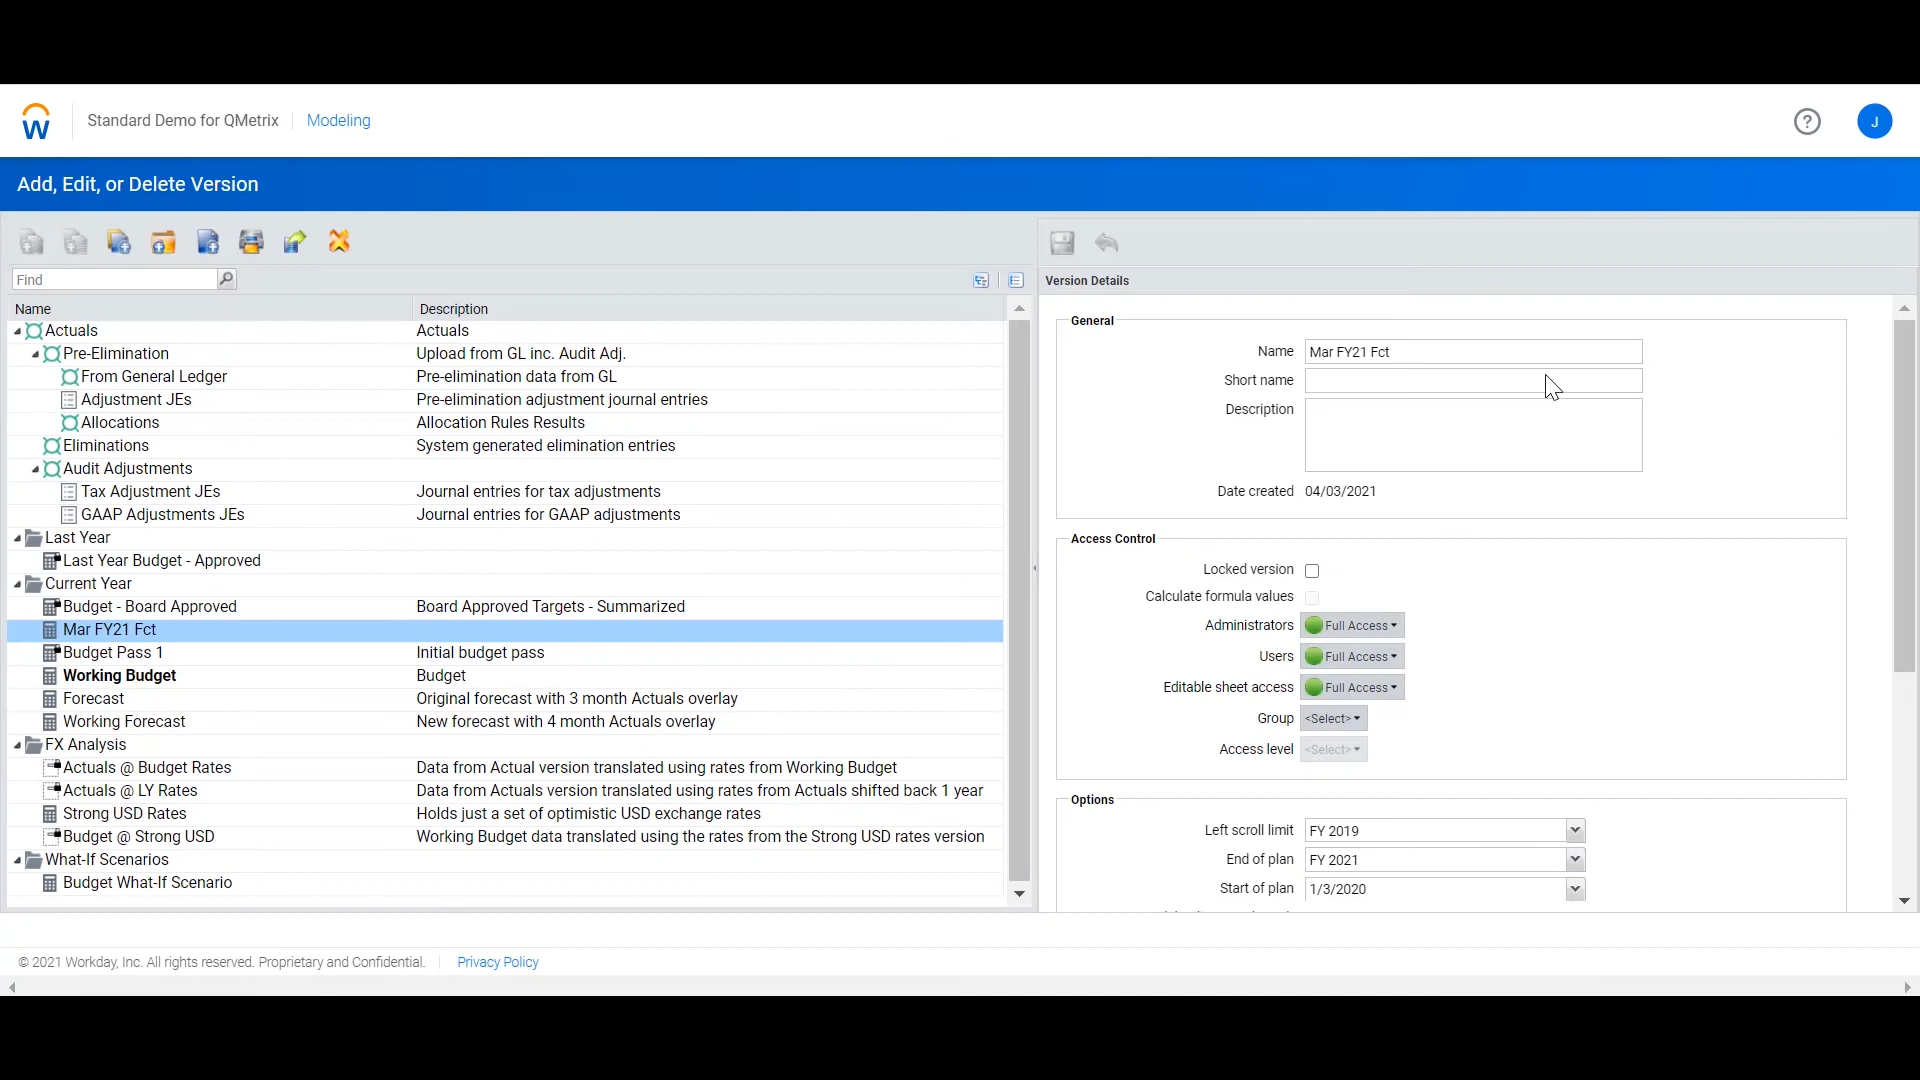 Standard Demo for QMetrix Modeling
? J
Add, Edit, or Delete Version
Find
Name Description
Actuals Actuals
Pre-Elimination Upload from GL inc. Audit Adj.
From General Ledger Pre-elimination data from GL
Adjustment JEs Pre-elimination adjustment journal entries
Allocations Allocation Rules Results
Eliminations System generated elimination entries
Audit Adjustments
Tax Adjustment JEs Journal entries for tax adjustments
GAAP Adjustments JEs Journal entries for GAAP adjustments
Last Year
Last Year Budget - Approved
Current Year
Budget - Board Approved Board Approved Targets - Summarized
Mar FY21 Fct
Budget Pass 1 Initial budget pass
Working Budget Budget
Forecast Original forecast with 3 month Actuals overlay
Working Forecast New forecast with 4 month Actuals overlay
FX Analysis
Actuals @ Budget Rates Data from Actual version translated using rates from Working Budget
Actuals @ LY Rates Data from Actuals version translated using rates from Actuals shifted back 1 year
Strong USD Rates Holds just a set of optimistic USD exchange rates
Budget @ Strong USD Working Budget data translated using the rates from the Strong USD rates version
What-If Scenarios
Budget What-If Scenario
Version Details
General
Name Mar FY21 Fct
Short name
Description
Date created 04/03/2021
Access Control
Locked version
Calculate formula values
Administrators Full Access
Users Full Access
Editable sheet access Full Access
Group <Select>
Access level <Select>
Options
Left scroll limit FY 2019
End of plan FY 2021
Start of plan 1/3/2020
© 2021 Workday, Inc. All rights reserved. Proprietary and Confidential. Privacy Policy